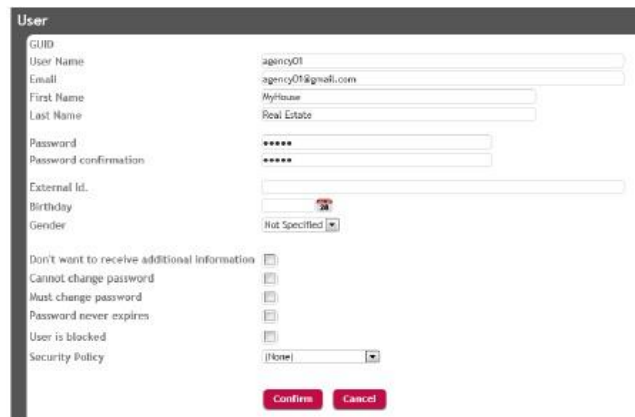 User
GUID
User Name agency01
Email agency01@gmail.com
First Name MyHouse
Last Name Real Estate
Password •••••
Password confirmation •••••
External Id.
Birthday
Gender Not Specified
Don't want to receive additional information
Cannot change password
Must change password
Password never expires
User is blocked
Security Policy (None)
Confirm Cancel